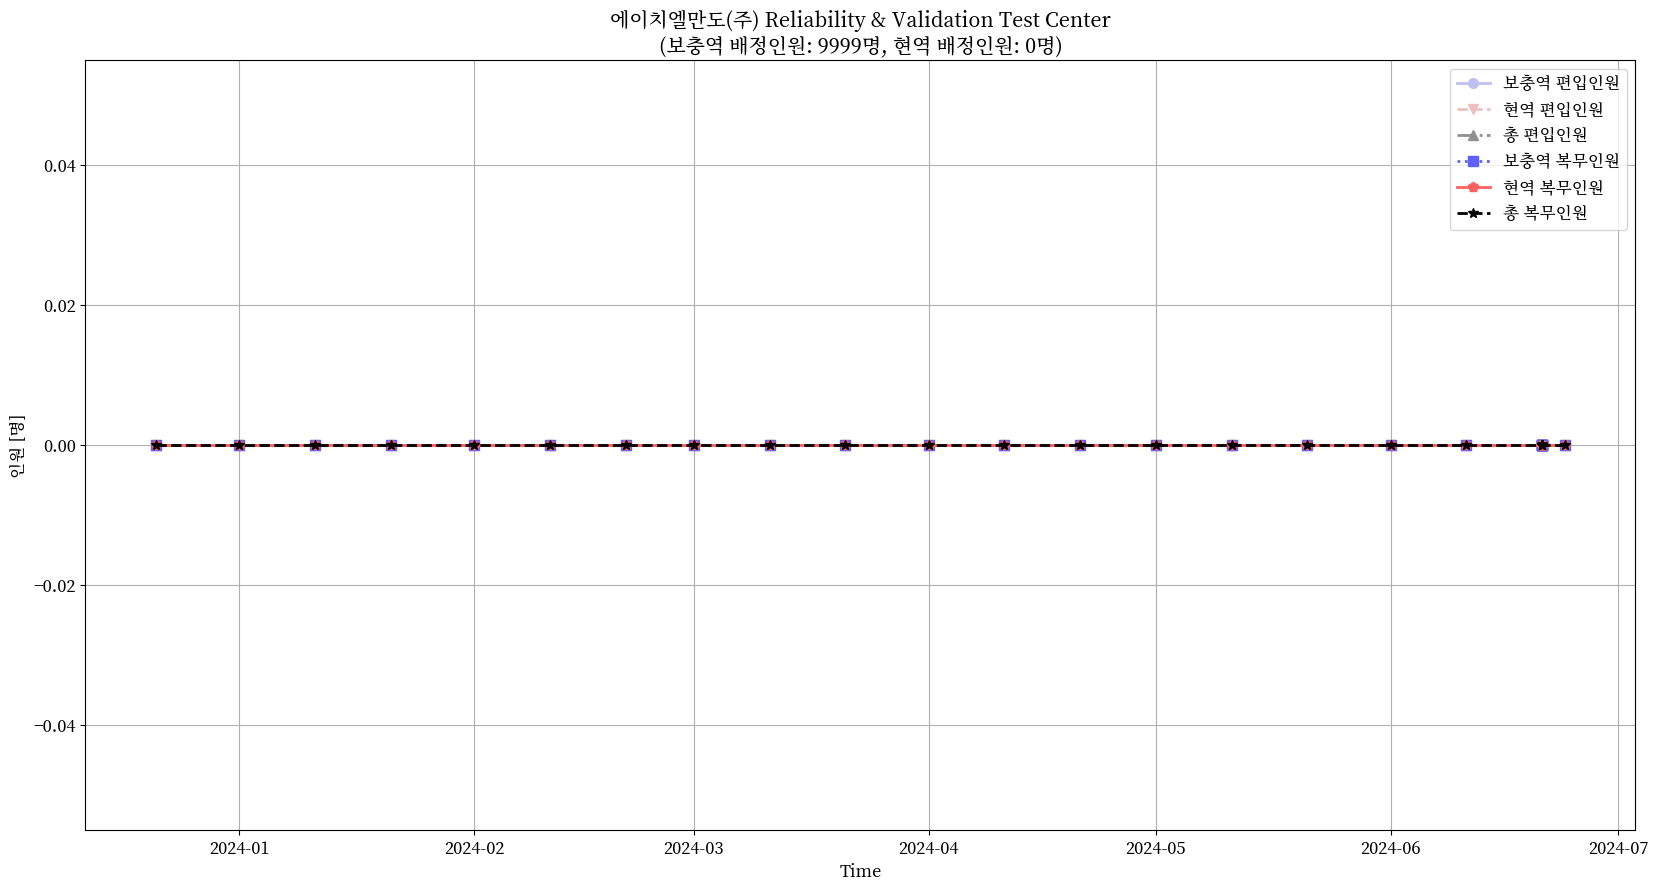 에이치엘만도(주) Reliability & Validation Test Center
(보충역 배정인원: 9999명, 현역 배정인원: 0명)
보충역 편입인원
현역 편입인원
총 편입인원
보충역 복무인원
현역 복무인원
총 복무인원
인원 [명]
0.04
0.02
0.00
−0.02
−0.04
2024-01
2024-02
2024-03
2024-04
2024-05
2024-06
2024-07
Time